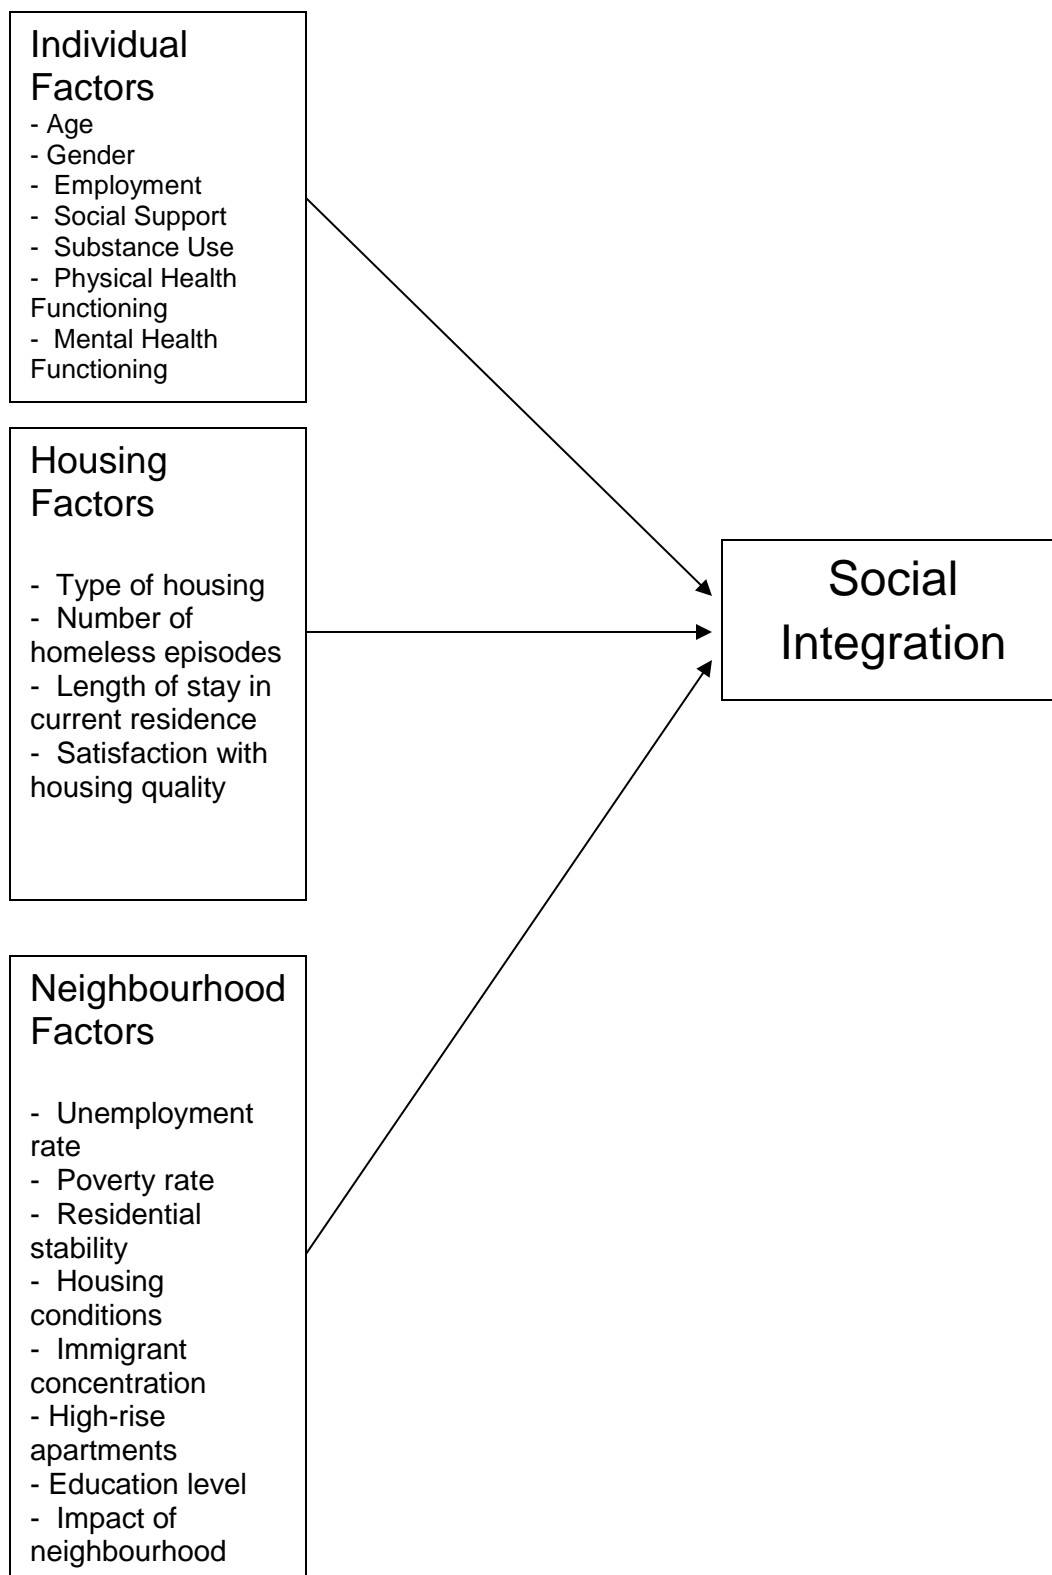 Individual
Factors
- Age
- Gender
- Employment
- Social Support
- Substance Use
- Physical Health
Functioning
- Mental Health
Functioning
Housing
Factors
- Type of housing
- Number of
homeless episodes
- Length of stay in
current residence
- Satisfaction with
housing quality
Social
Integration
Neighbourhood
Factors
- Unemployment
rate
- Poverty rate
- Residential
stability
- Housing
conditions
- Immigrant
concentration
- High-rise
apartments
- Education level
- Impact of
neighbourhood